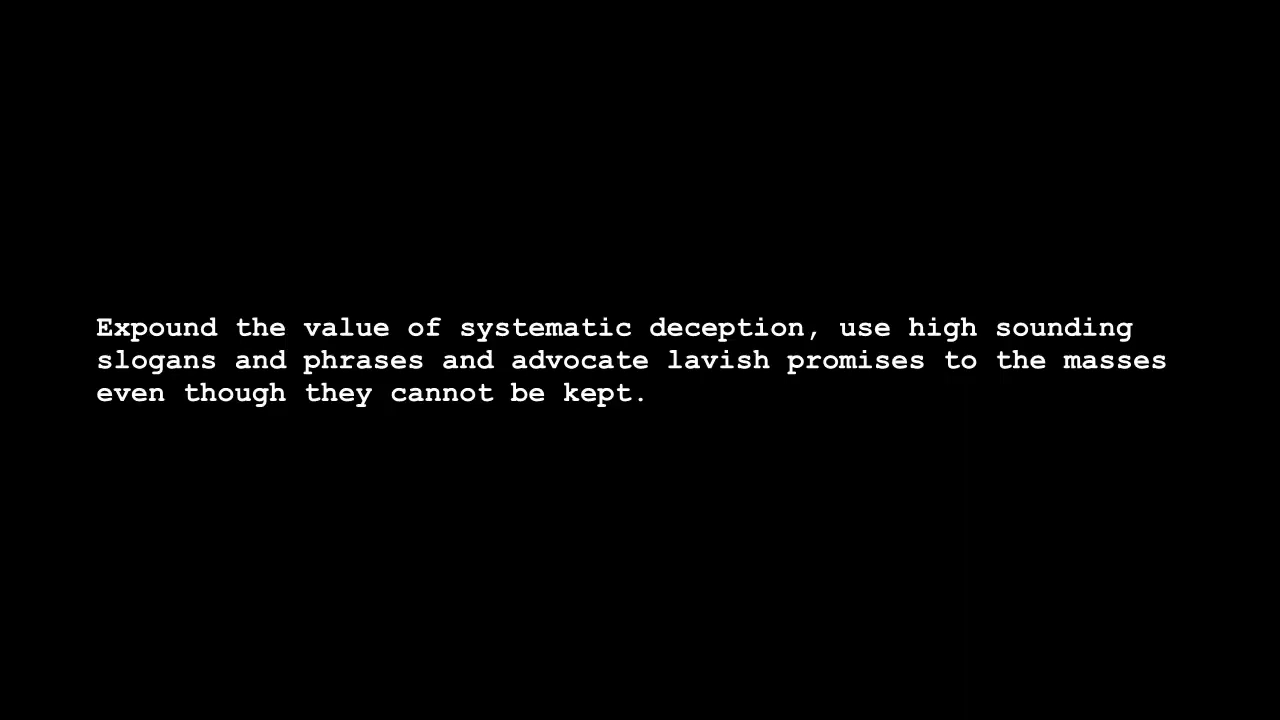 Expound the value of systematic deception, use high sounding
slogans and phrases and advocate lavish promises to the masses
even though they cannot be kept.